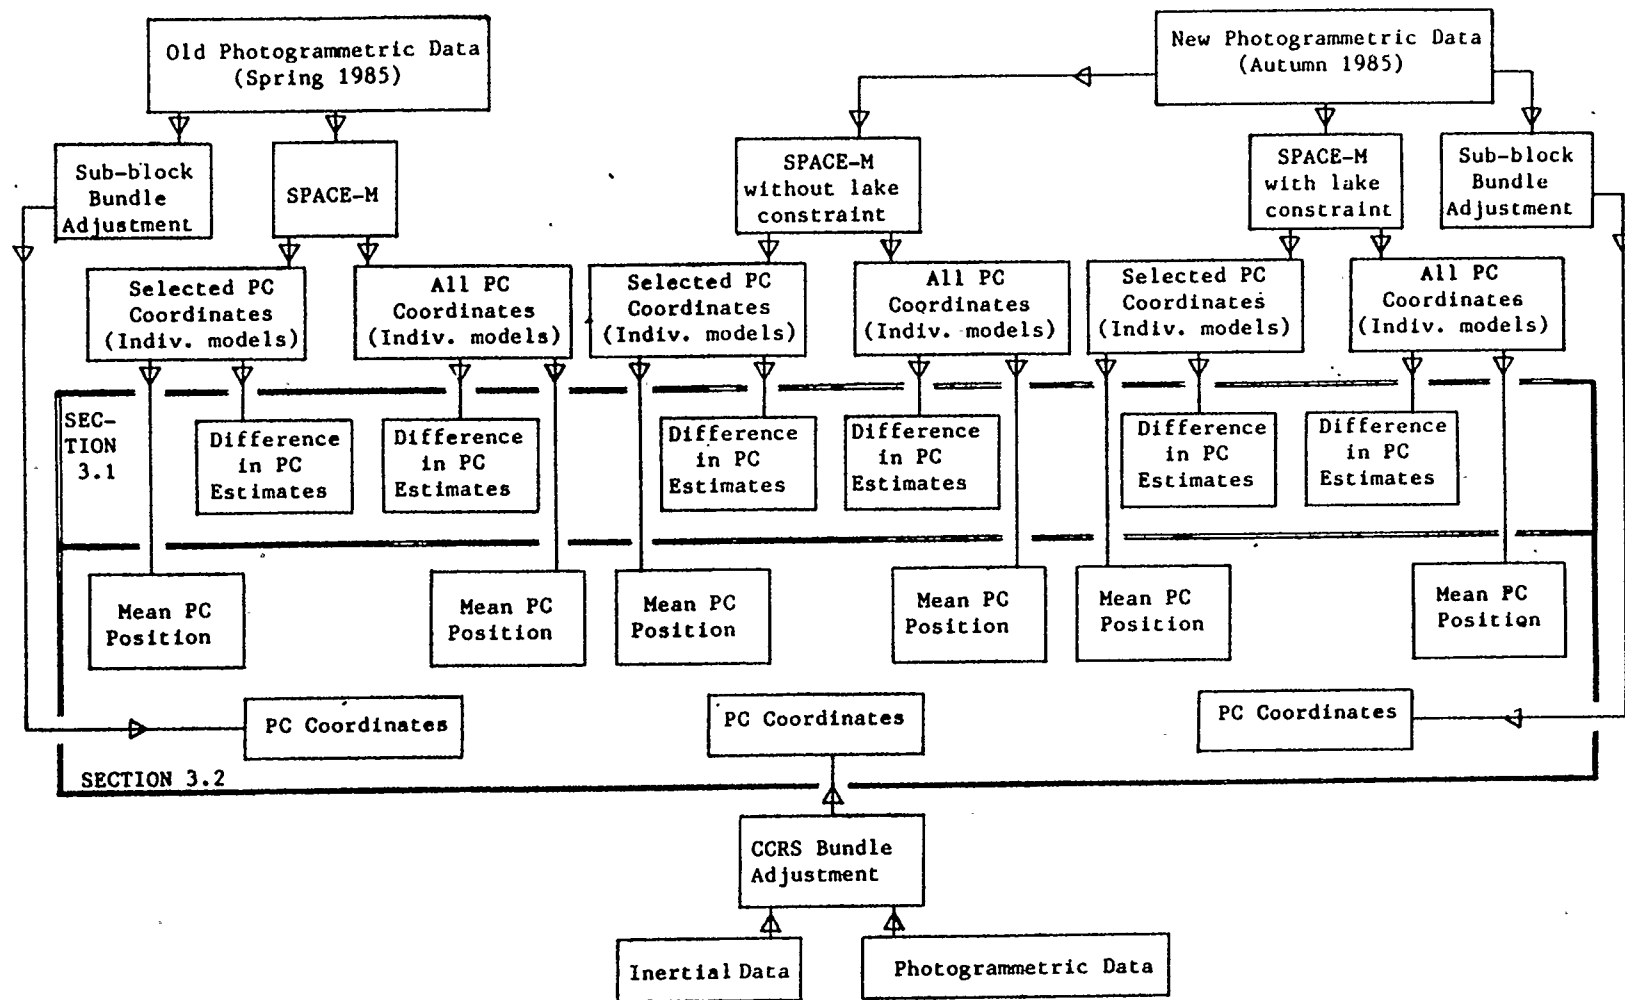 Old Photogrammetric Data
(Spring 1985)
New Photogrammetric Data
(Autumn 1985)
Sub-block
Bundle
Adjustment
SPACE-M
SPACE-M
without lake
constraint
SPACE-M
with lake
constraint
Sub-block
Bundle
Adjustment
Selected PC
Coordinates
(Indiv. models)
All PC
Coordinates
(Indiv. models)
Selected PC
Coordinates
(Indiv. models)
All PC
Coordinates
(Indiv. models)
Selected PC
Coordinates
(Indiv. models)
All PC
Coordinates
(Indiv. models)
SEC-
TION
3.1
Difference
in PC
Estimates
Difference
in PC
Estimates
Difference
in PC
Estimates
Difference
in PC
Estimates
Difference
in PC
Estimates
Difference
in PC
Estimates
Mean PC
Position
Mean PC
Position
Mean PC
Position
Mean PC
Position
Mean PC
Position
Mean PC
Position
PC Coordinates
PC Coordinates
PC Coordinates
SECTION 3.2
CCRS Bundle
Adjustment
Inertial Data
Photogrammetric Data